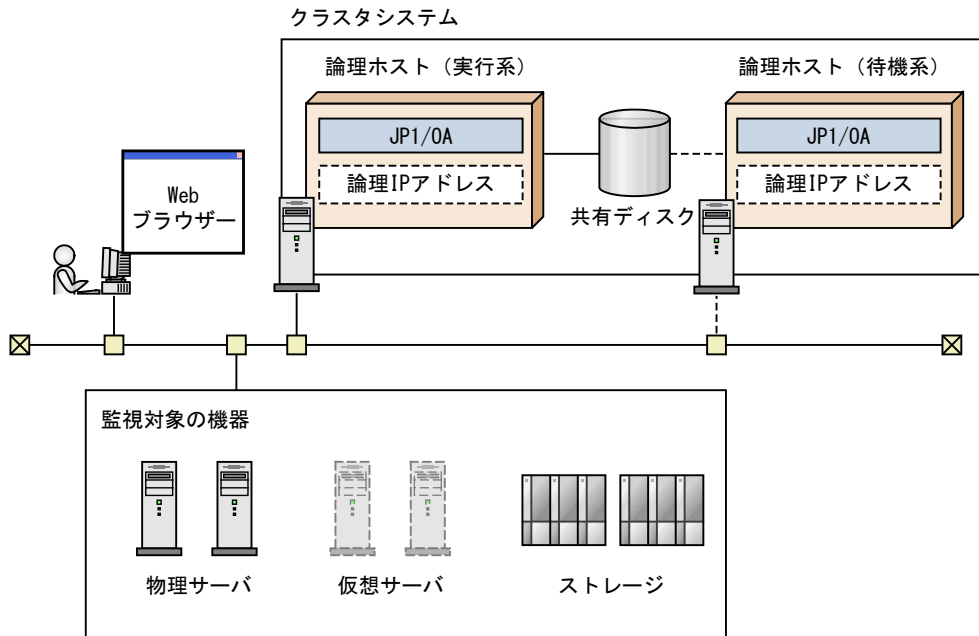 クラスタシステム
論理ホスト（実行系）
論理ホスト（待機系）
JP1/OA
JP1/OA
論理IPアドレス
論理IPアドレス
共有ディスク
Web
ブラウザー
監視対象の機器
物理サーバ
仮想サーバ
ストレージ